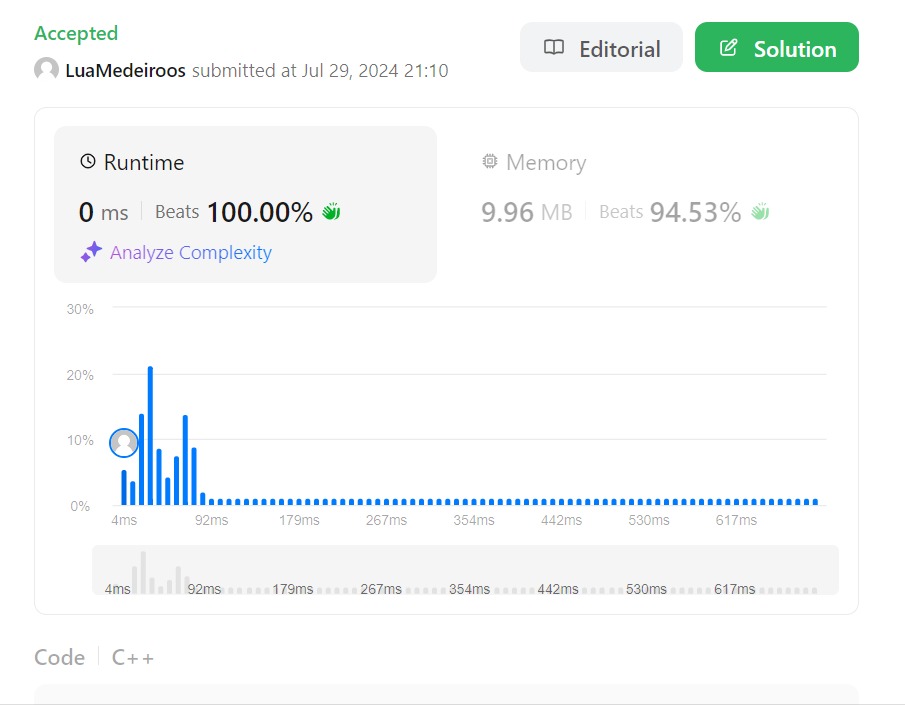 Accepted
LuaMedeiroos submitted at Jul 29, 2024 21:10
Editorial
Solution
Runtime
0 ms Beats 100.00%
Analyze Complexity
Memory
9.96 MB Beats 94.53%
30%
20%
10%
0%
4ms 92ms 179ms 267ms 354ms 442ms 530ms 617ms
4ms 92ms 179ms 267ms 354ms 442ms 530ms 617ms
Code C++